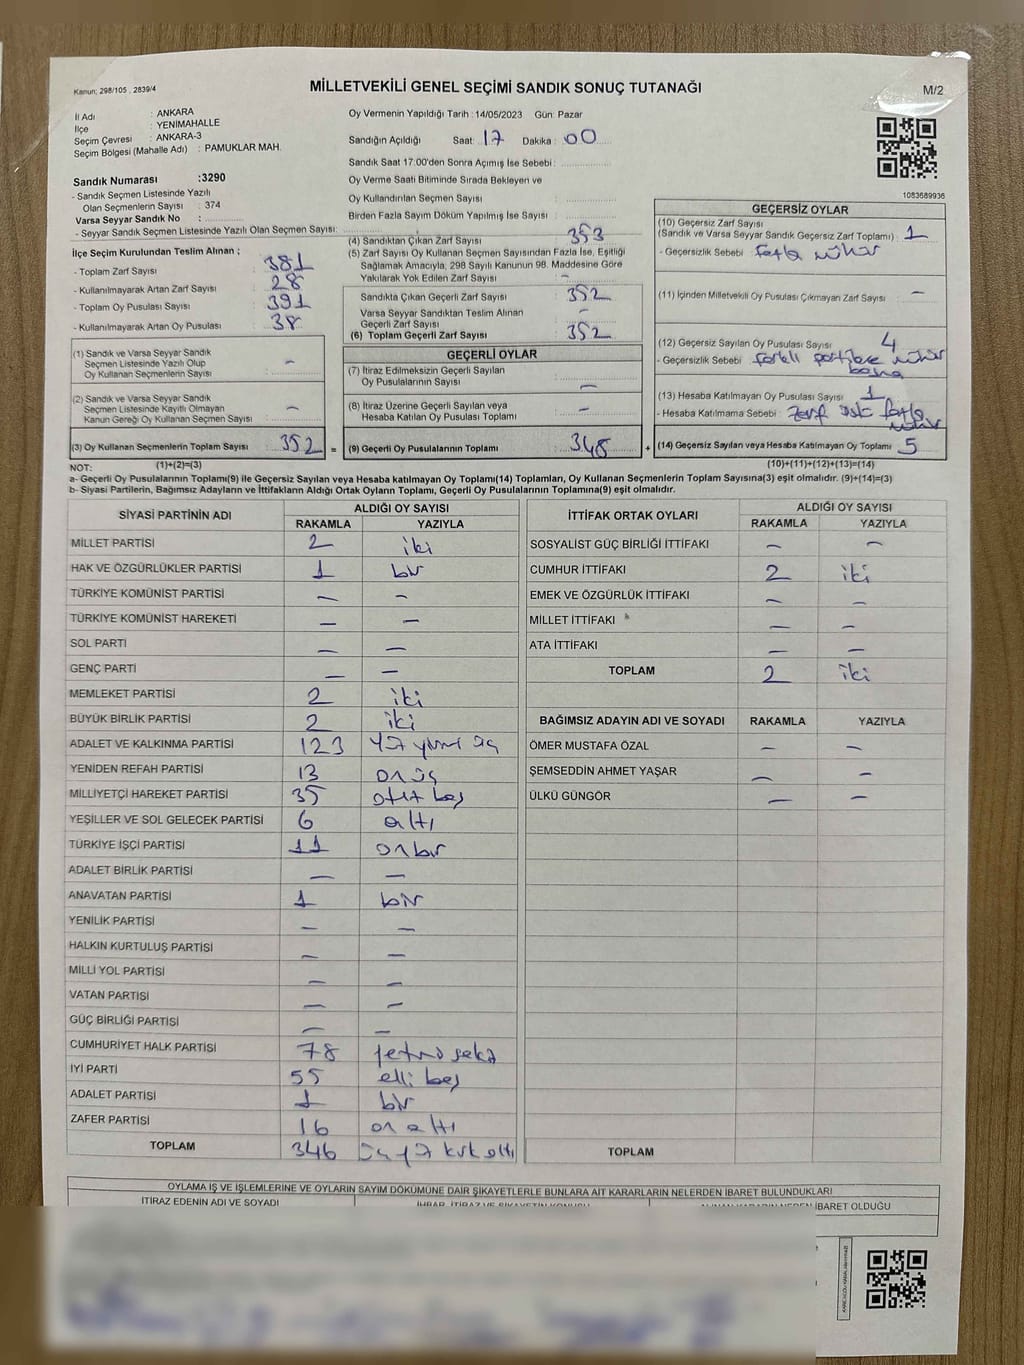 Kanun; 298/105 , 2839/4
MİLLETVEKİLİ GENEL SEÇİMİ SANDIK SONUÇ TUTANAĞI
M/2
İl Adı : ANKARA
İlçe : YENİMAHALLE
Seçim Çevresi : ANKARA-3
Seçim Bölgesi (Mahalle Adı) : PAMUKLAR MAH.
Oy Vermenin Yapıldığı Tarih : 14/05/2023 Gün: Pazar
Sandığın Açıldığı Saat : 17 Dakika : 00
Sandık Saat 17:00'den Sonra Açımış İse Sebebi :
Oy Verme Saati Bitiminde Sırada Bekleyen ve
Oy Kullandırılan Seçmen Sayısı :
Birden Fazla Sayım Döküm Yapılmış İse Sayısı :
1083689936
Sandık Numarası :3290
- Sandık Seçmen Listesinde Yazılı
Olan Seçmenlerin Sayısı : 374
Varsa Seyyar Sandık No :
- Seyyar Sandık Seçmen Listesinde Yazılı Olan Seçmen Sayısı:
İlçe Seçim Kurulundan Teslim Alınan ;
- Toplam Zarf Sayısı : 381
- Kullanılmayarak Artan Zarf Sayısı : 28
- Toplam Oy Pusulası Sayısı : 391
- Kullanılmayarak Artan Oy Pusulası : 38
(1) Sandık ve Varsa Seyyar Sandık
Seçmen Listesinde Yazılı Olup
Oy Kullanan Seçmenlerin Sayısı : –
(2) Sandık ve Varsa Seyyar Sandık
Seçmen Listesinde Kayıtlı Olmayan
Kanun Gereği Oy Kullanan Seçmen Sayısı : –
(3) Oy Kullanan Seçmenlerin Toplam Sayısı : 352 =
(1)+(2)=(3)
(4) Sandıktan Çıkan Zarf Sayısı : 353
(5) Zarf Sayısı Oy Kullanan Seçmen Sayısından Fazla İse, Eşitliği
Sağlamak Amacıyla, 298 Sayılı Kanunun 98. Maddesine Göre
Yakılarak Yok Edilen Zarf Sayısı : –
Sandıkta Çıkan Geçerli Zarf Sayısı : 352
Varsa Seyyar Sandıktan Teslim Alınan
Geçerli Zarf Sayısı : –
(6) Toplam Geçerli Zarf Sayısı : 352
GEÇERLİ OYLAR
(7) İtiraz Edilmeksizin Geçerli Sayılan
Oy Pusulalarının Sayısı : –
(8) İtiraz Üzerine Geçerli Sayılan veya
Hesaba Katılan Oy Pusulası Toplamı : –
(9) Geçerli Oy Pusulalarının Toplamı : 348 +
GEÇERSİZ OYLAR
(10) Geçersiz Zarf Sayısı
(Sandık ve Varsa Seyyar Sandık Geçersiz Zarf Toplamı) : 1
- Geçersizlik Sebebi : fazla mühür
(11) İçinden Milletvekili Oy Pusulası Çıkmayan Zarf Sayısı : –
(12) Geçersiz Sayılan Oy Pusulası Sayısı : 4
- Geçersizlik Sebebi : farklı partilere mühür
basma
(13) Hesaba Katılmayan Oy Pusulası Sayısı : 1
- Hesaba Katılmama Sebebi : zarf fazla
mühür
(14) Geçersiz Sayılan veya Hesaba Katılmayan Oy Toplamı : 5
(10)+(11)+(12)+(13)=(14)
NOT:
a- Geçerli Oy Pusulalarının Toplamı(9) ile Geçersiz Sayılan veya Hesaba katılmayan Oy Toplamı(14) Toplamları, Oy Kullanan Seçmenlerin Toplam Sayısına(3) eşit olmalıdır. (9)+(14)=(3)
b- Siyasi Partilerin, Bağımsız Adayların ve İttifakların Aldığı Ortak Oyların Toplamı, Geçerli Oy Pusulalarının Toplamına(9) eşit olmalıdır.
SİYASİ PARTİNİN ADI ALDIĞI OY SAYISI
RAKAMLA YAZIYLA
MİLLET PARTİSİ 2 iki
HAK VE ÖZGÜRLÜKLER PARTİSİ 1 bir
TÜRKİYE KOMÜNİST PARTİSİ – –
TÜRKİYE KOMÜNİST HAREKETİ – –
SOL PARTİ – –
GENÇ PARTİ – –
MEMLEKET PARTİSİ 2 iki
BÜYÜK BİRLİK PARTİSİ 2 iki
ADALET VE KALKINMA PARTİSİ 123 yüz yirmi üç
YENİDEN REFAH PARTİSİ 13 on üç
MİLLİYETÇİ HAREKET PARTİSİ 35 otuz beş
YEŞİLLER VE SOL GELECEK PARTİSİ 6 altı
TÜRKİYE İŞÇİ PARTİSİ 11 onbir
ADALET BİRLİK PARTİSİ – –
ANAVATAN PARTİSİ 1 bir
YENİLİK PARTİSİ – –
HALKIN KURTULUŞ PARTİSİ – –
MİLLİ YOL PARTİSİ – –
VATAN PARTİSİ – –
GÜÇ BİRLİĞİ PARTİSİ – –
CUMHURİYET HALK PARTİSİ 78 yetmiş sekiz
İYİ PARTİ 55 elli beş
ADALET PARTİSİ 1 bir
ZAFER PARTİSİ 16 on altı
TOPLAM 346 üç yüz kırk altı
İTTİFAK ORTAK OYLARI ALDIĞI OY SAYISI
RAKAMLA YAZIYLA
SOSYALİST GÜÇ BİRLİĞİ İTTİFAKI – –
CUMHUR İTTİFAKI 2 iki
EMEK VE ÖZGÜRLÜK İTTİFAKI – –
MİLLET İTTİFAKI – –
ATA İTTİFAKI – –
TOPLAM 2 iki
BAĞIMSIZ ADAYIN ADI VE SOYADI RAKAMLA YAZIYLA
ÖMER MUSTAFA ÖZAL – –
ŞEMSEDDİN AHMET YAŞAR – –
ÜLKÜ GÜNGÖR – –
TOPLAM
OYLAMA İŞ VE İŞLEMLERİNE VE OYLARIN SAYIM DÖKÜMÜNE DAİR ŞİKAYETLERLE BUNLARA AİT KARARLARIN NELERDEN İBARET BULUNDUKLARI
İTİRAZ EDENİN ADI VE SOYADI
İHBAR, İTİRAZ VE ŞİKAYETİN KONUSU
ALINAN KARARIN NEDEN İBARET OLDUĞU